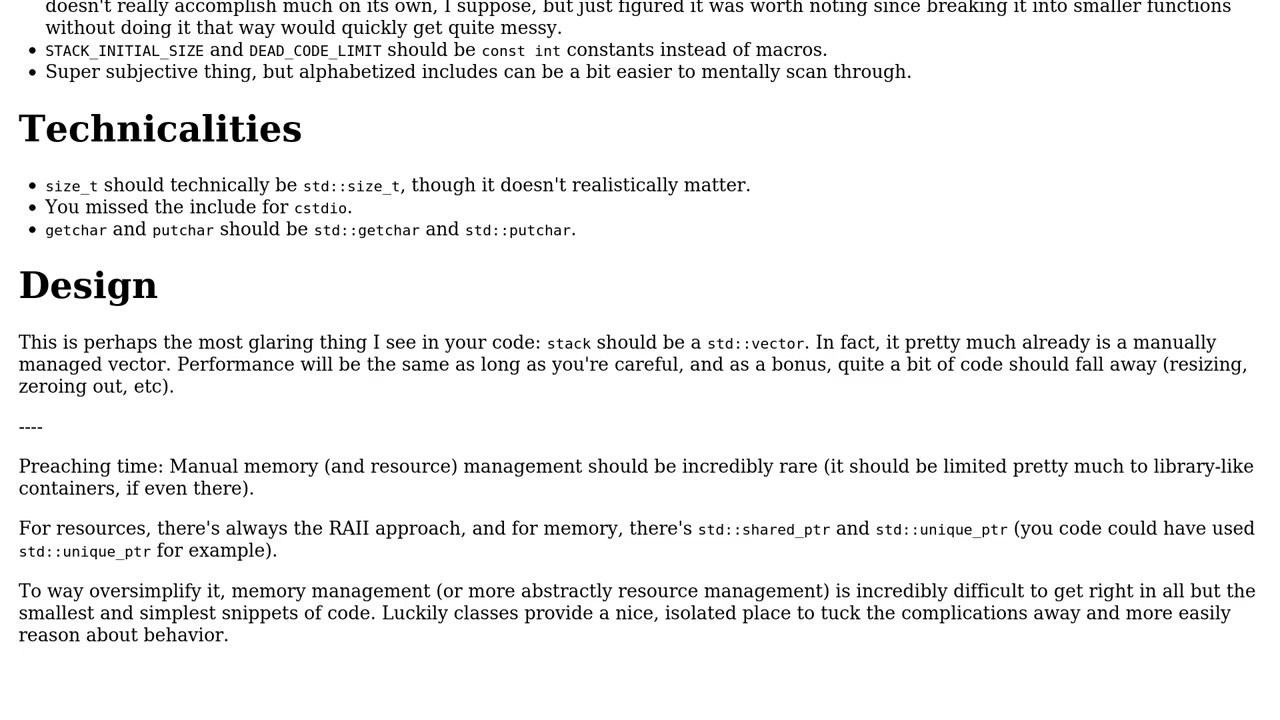 doesn't really accomplish much on its own, I suppose, but just figured it was worth noting since breaking it into smaller functions
without doing it that way would quickly get quite messy.
• STACK_INITIAL_SIZE and DEAD_CODE_LIMIT should be const int constants instead of macros.
• Super subjective thing, but alphabetized includes can be a bit easier to mentally scan through.
Technicalities
• size_t should technically be std::size_t, though it doesn't realistically matter.
• You missed the include for cstdio.
• getchar and putchar should be std::getchar and std::putchar.
Design
This is perhaps the most glaring thing I see in your code: stack should be a std::vector. In fact, it pretty much already is a manually
managed vector. Performance will be the same as long as you're careful, and as a bonus, quite a bit of code should fall away (resizing,
zeroing out, etc).
----
Preaching time: Manual memory (and resource) management should be incredibly rare (it should be limited pretty much to library-like
containers, if even there).
For resources, there's always the RAII approach, and for memory, there's std::shared_ptr and std::unique_ptr (you code could have used
std::unique_ptr for example).
To way oversimplify it, memory management (or more abstractly resource management) is incredibly difficult to get right in all but the
smallest and simplest snippets of code. Luckily classes provide a nice, isolated place to tuck the complications away and more easily
reason about behavior.